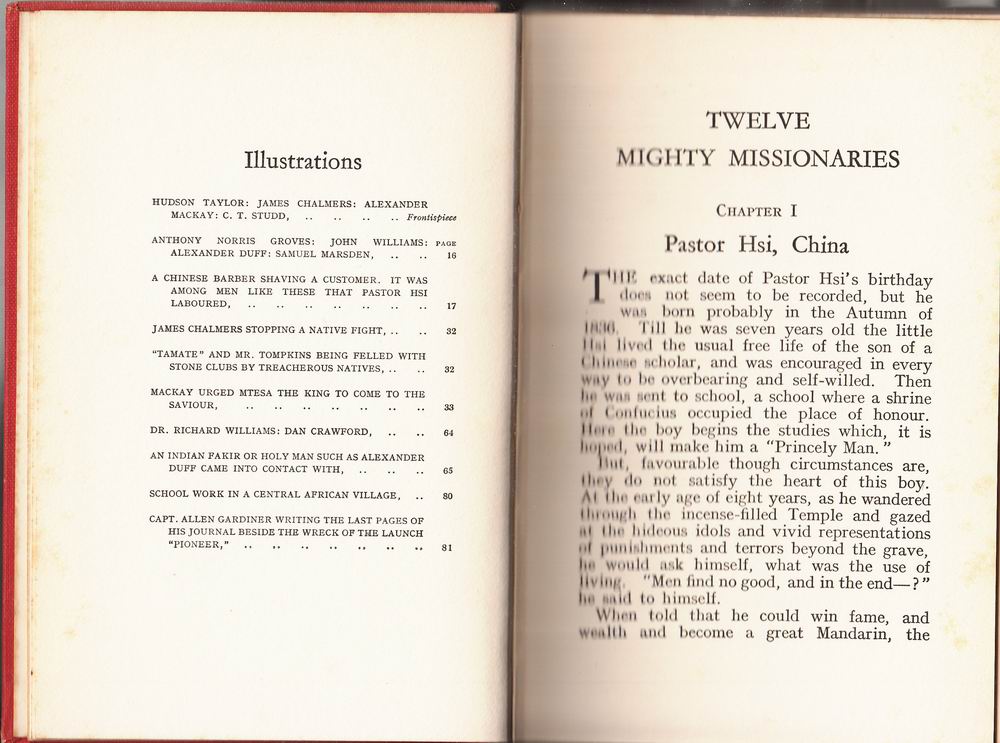 Illustrations
HUDSON TAYLOR: JAMES CHALMERS: ALEXANDER
MACKAY: C. T. STUDD, .. .. .. .. Frontispiece
ANTHONY NORRIS GROVES: JOHN WILLIAMS: PAGE
ALEXANDER DUFF: SAMUEL MARSDEN, .. .. 16
A CHINESE BARBER SHAVING A CUSTOMER. IT WAS
AMONG MEN LIKE THESE THAT PASTOR HSI
LABOURED, .. .. .. .. .. .. .. 17
JAMES CHALMERS STOPPING A NATIVE FIGHT, .. .. 32
"TAMATE" AND MR. TOMPKINS BEING FELLED WITH
STONE CLUBS BY TREACHEROUS NATIVES, .. .. 32
MACKAY URGED MTESA THE KING TO COME TO THE
SAVIOUR, .. .. .. .. .. .. 33
DR. RICHARD WILLIAMS: DAN CRAWFORD, .. .. 64
AN INDIAN FAKIR OR HOLY MAN SUCH AS ALEXANDER
DUFF CAME INTO CONTACT WITH, .. .. .. 65
SCHOOL WORK IN A CENTRAL AFRICAN VILLAGE, .. 80
CAPT. ALLEN GARDINER WRITING THE LAST PAGES OF
HIS JOURNAL BESIDE THE WRECK OF THE LAUNCH
"PIONEER," .. .. .. .. .. .. .. 81
TWELVE
MIGHTY MISSIONARIES
CHAPTER I
Pastor Hsi, China
THE exact date of Pastor Hsi's birthday
does not seem to be recorded, but he
was born probably in the Autumn of
1836. Till he was seven years old the little
Hsi lived the usual free life of the son of a
Chinese scholar, and was encouraged in every
way to be overbearing and self-willed. Then
he was sent to school, a school where a shrine
of Confucius occupied the place of honour.
Here the boy begins the studies which, it is
hoped, will make him a "Princely Man."
But, favourable though circumstances are,
they do not satisfy the heart of this boy.
At the early age of eight years, as he wandered
through the incense-filled Temple and gazed
at the hideous idols and vivid representations
of punishments and terrors beyond the grave,
he would ask himself, what was the use of
living. "Men find no good, and in the end—?"
he said to himself.
When told that he could win fame, and
wealth and become a great Mandarin, the